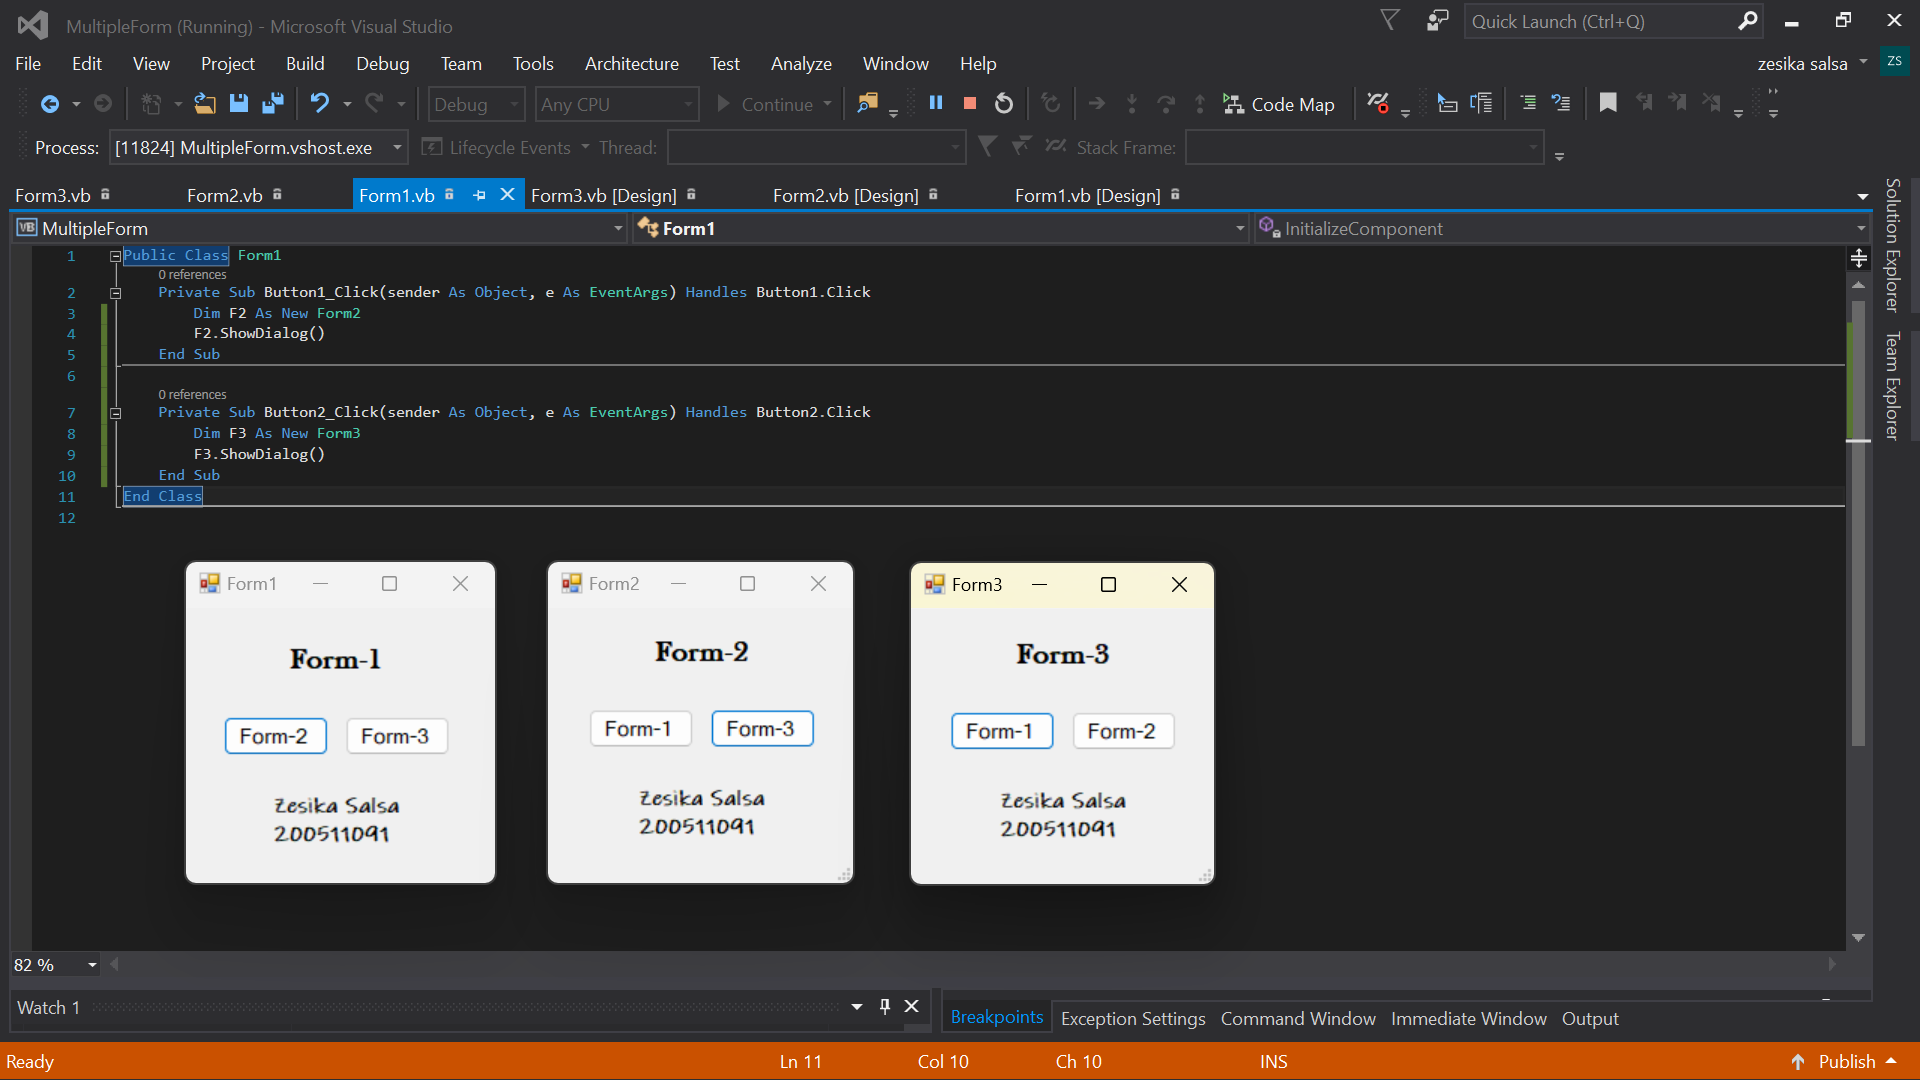 MultipleForm (Running) - Microsoft Visual Studio
Quick Launch (Ctrl+Q)
File Edit View Project Build Debug Team Tools Architecture Test Analyze Window Help
zesika salsa ZS
Debug Any CPU Continue Code Map
Process: [11824] MultipleForm.vshost.exe Lifecycle Events Thread: Stack Frame:
Form3.vb Form2.vb Form1.vb Form3.vb [Design] Form2.vb [Design] Form1.vb [Design]
VB MultipleForm Form1 InitializeComponent
Solution Explorer
Team Explorer
1 Public Class Form1
0 references
2 Private Sub Button1_Click(sender As Object, e As EventArgs) Handles Button1.Click
3 Dim F2 As New Form2
4 F2.ShowDialog()
5 End Sub
6
0 references
7 Private Sub Button2_Click(sender As Object, e As EventArgs) Handles Button2.Click
8 Dim F3 As New Form3
9 F3.ShowDialog()
10 End Sub
11 End Class
12
Form1
Form-1
Form-2 Form-3
Zesika Salsa
200511091
Form2
Form-2
Form-1 Form-3
Zesika Salsa
200511091
Form3
Form-3
Form-1 Form-2
Zesika Salsa
200511091
82 %
Watch 1
Breakpoints Exception Settings Command Window Immediate Window Output
Ready Ln 11 Col 10 Ch 10 INS Publish